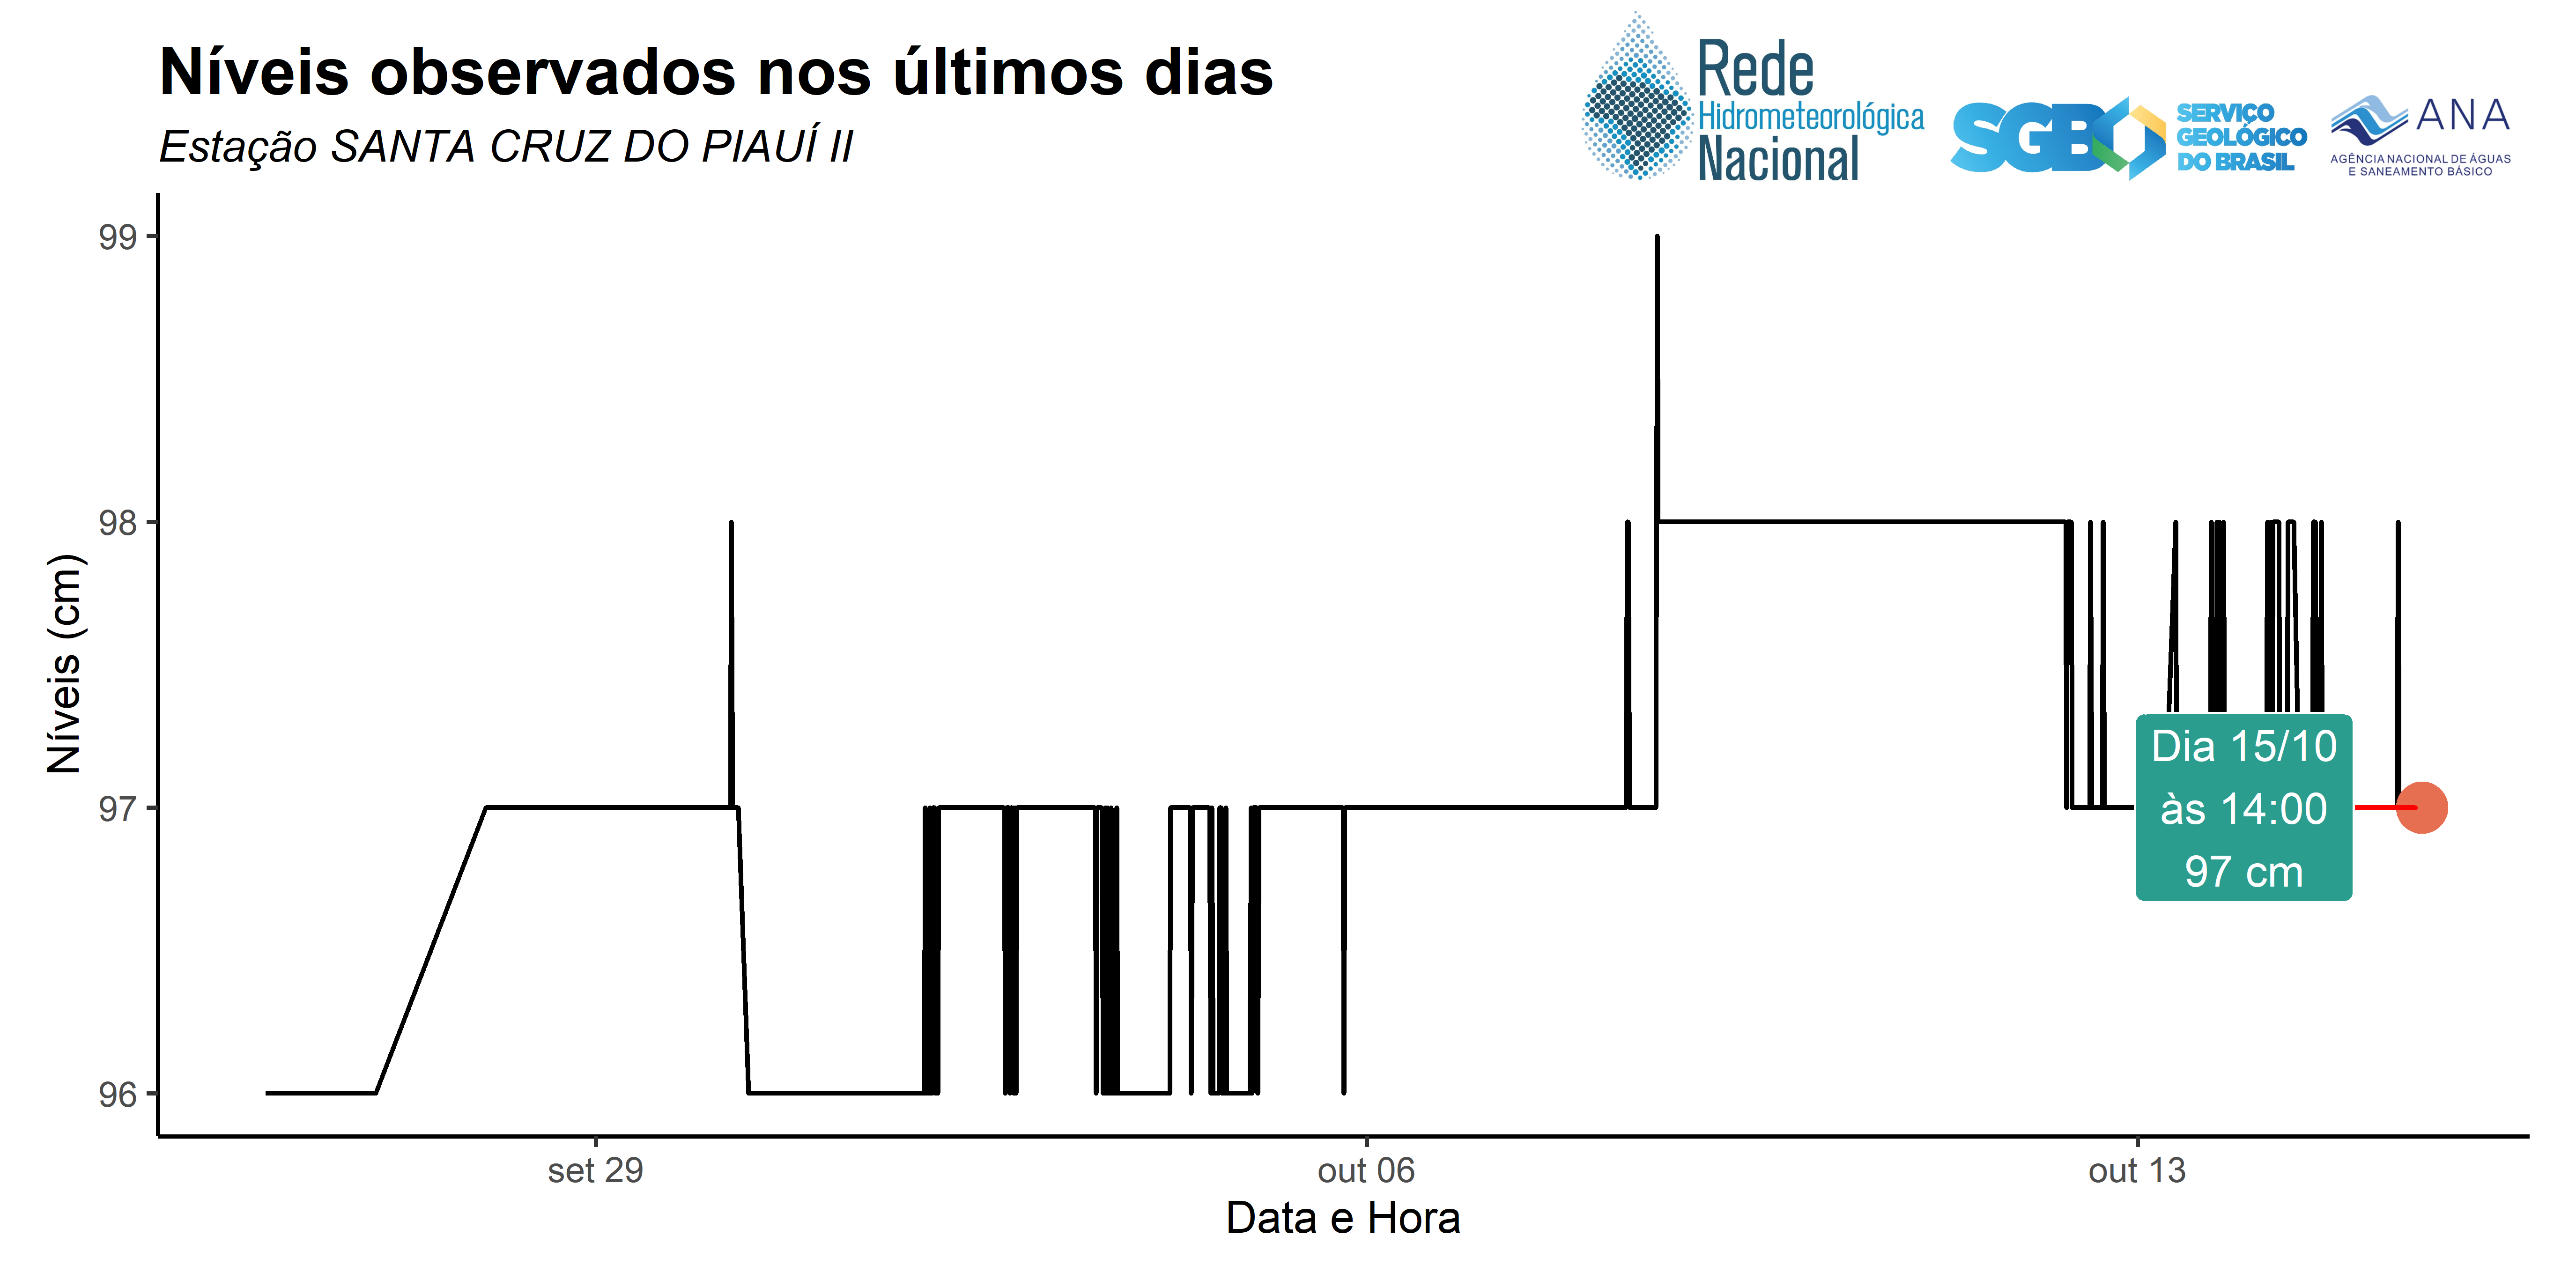 Níveis observados nos últimos dias
Estação SANTA CRUZ DO PIAUÍ II
Rede
Hidrometeorológica
Nacional
SGB
SERVIÇO
GEOLÓGICO
DO BRASIL
ANA
AGÊNCIA NACIONAL DE ÁGUAS
E SANEAMENTO BÁSICO
Níveis (cm)
99
98
97
96
Dia 15/10
às 14:00
97 cm
set 29
out 06
out 13
Data e Hora